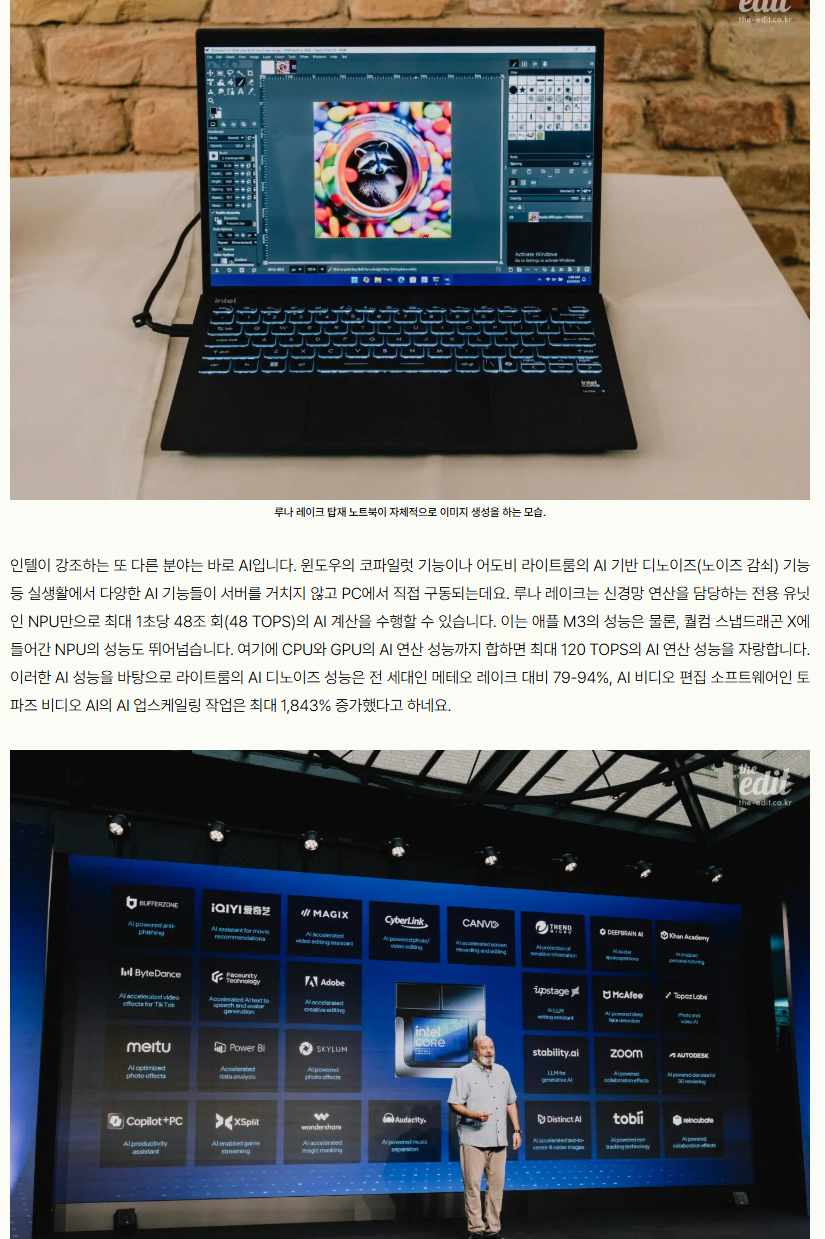 the
edit
the-edit.co.kr
Activate Windows
Go to Settings to activate Windows.
intel
루나 레이크 탑재 노트북이 자체적으로 이미지 생성을 하는 모습.
인텔이 강조하는 또 다른 분야는 바로 AI입니다. 윈도우의 코파일럿 기능이나 어도비 라이트룸의 AI 기반 디노이즈(노이즈 감쇠) 기능
등 실생활에서 다양한 AI 기능들이 서버를 거치지 않고 PC에서 직접 구동되는데요. 루나 레이크는 신경망 연산을 담당하는 전용 유닛
인 NPU만으로 최대 1초당 48조 회(48 TOPS)의 AI 계산을 수행할 수 있습니다. 이는 애플 M3의 성능은 물론, 퀄컴 스냅드래곤 X에
들어간 NPU의 성능도 뛰어넘습니다. 여기에 CPU와 GPU의 AI 연산 성능까지 합하면 최대 120 TOPS의 AI 연산 성능을 자랑합니다.
이러한 AI 성능을 바탕으로 라이트룸의 AI 디노이즈 성능은 전 세대인 메테오 레이크 대비 79-94%, AI 비디오 편집 소프트웨어인 토
파즈 비디오 AI의 AI 업스케일링 작업은 최대 1,843% 증가했다고 하네요.
the
edit
the-edit.co.kr
BUFFERZONE
AI powered anti-
phishing
iQIYI 爱奇艺
AI assistant for movie
recommendations
MAGIX
AI accelerated
video editing assistant
CyberLink
AI powered photo/
video editing
CANVID
AI accelerated screen
recording and editing
TREND
MICRO
AI protection of
sensitive information
DEEPBRAIN AI
AI avatar
spokespersons
Khan Academy
AI enabled
personal tutoring
ByteDance
AI accelerated video
effects for TikTok
Faceunity
Technology
Accelerated AI text to
speech and avatar
generation
Adobe
AI accelerated
creative editing
upstage
AI LLM
writing assistant
McAfee
AI powered deep
fake detection
Topaz Labs
Photo and
video AI
meitu
AI optimized
photo effects
Power BI
Accelerated
data analysis
SKYLUM
AI powered
photo effects
intel
CORE
ULTRA
stability.ai
LLM for
generative AI
zoom
AI powered
collaboration effects
AUTODESK
AI powered denoise for
3D rendering
Copilot+PC
AI productivity
assistant
XSplit
AI enabled game
streaming
wondershare
AI accelerated
magic masking
Audacity
AI powered music
separation
Distinct AI
AI accelerated text-to-
vector & raster images
tobii
AI powered eye
tracking technology
reincubate
AI powered
collaboration effects